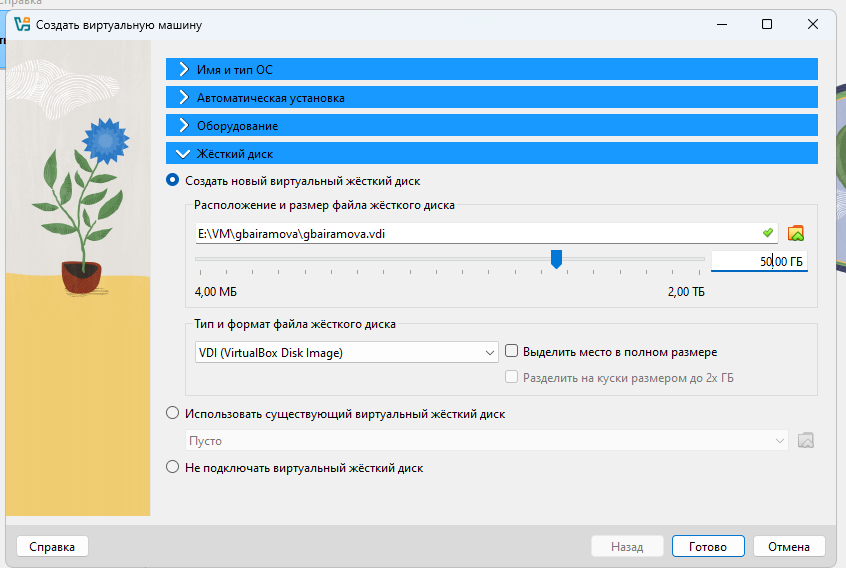 Справка
Создать виртуальную машину
Имя и тип ОС
Автоматическая установка
Оборудование
Жёсткий диск
Создать новый виртуальный жёсткий диск
Расположение и размер файла жёсткого диска
E:\VM\gbairamova\gbairamova.vdi
50,00 ГБ
4,00 МБ 2,00 ТБ
Тип и формат файла жёсткого диска
VDI (VirtualBox Disk Image) Выделить место в полном размере
Разделить на куски размером до 2х ГБ
Использовать существующий виртуальный жёсткий диск
Пусто
Не подключать виртуальный жёсткий диск
Справка Назад Готово Отмена